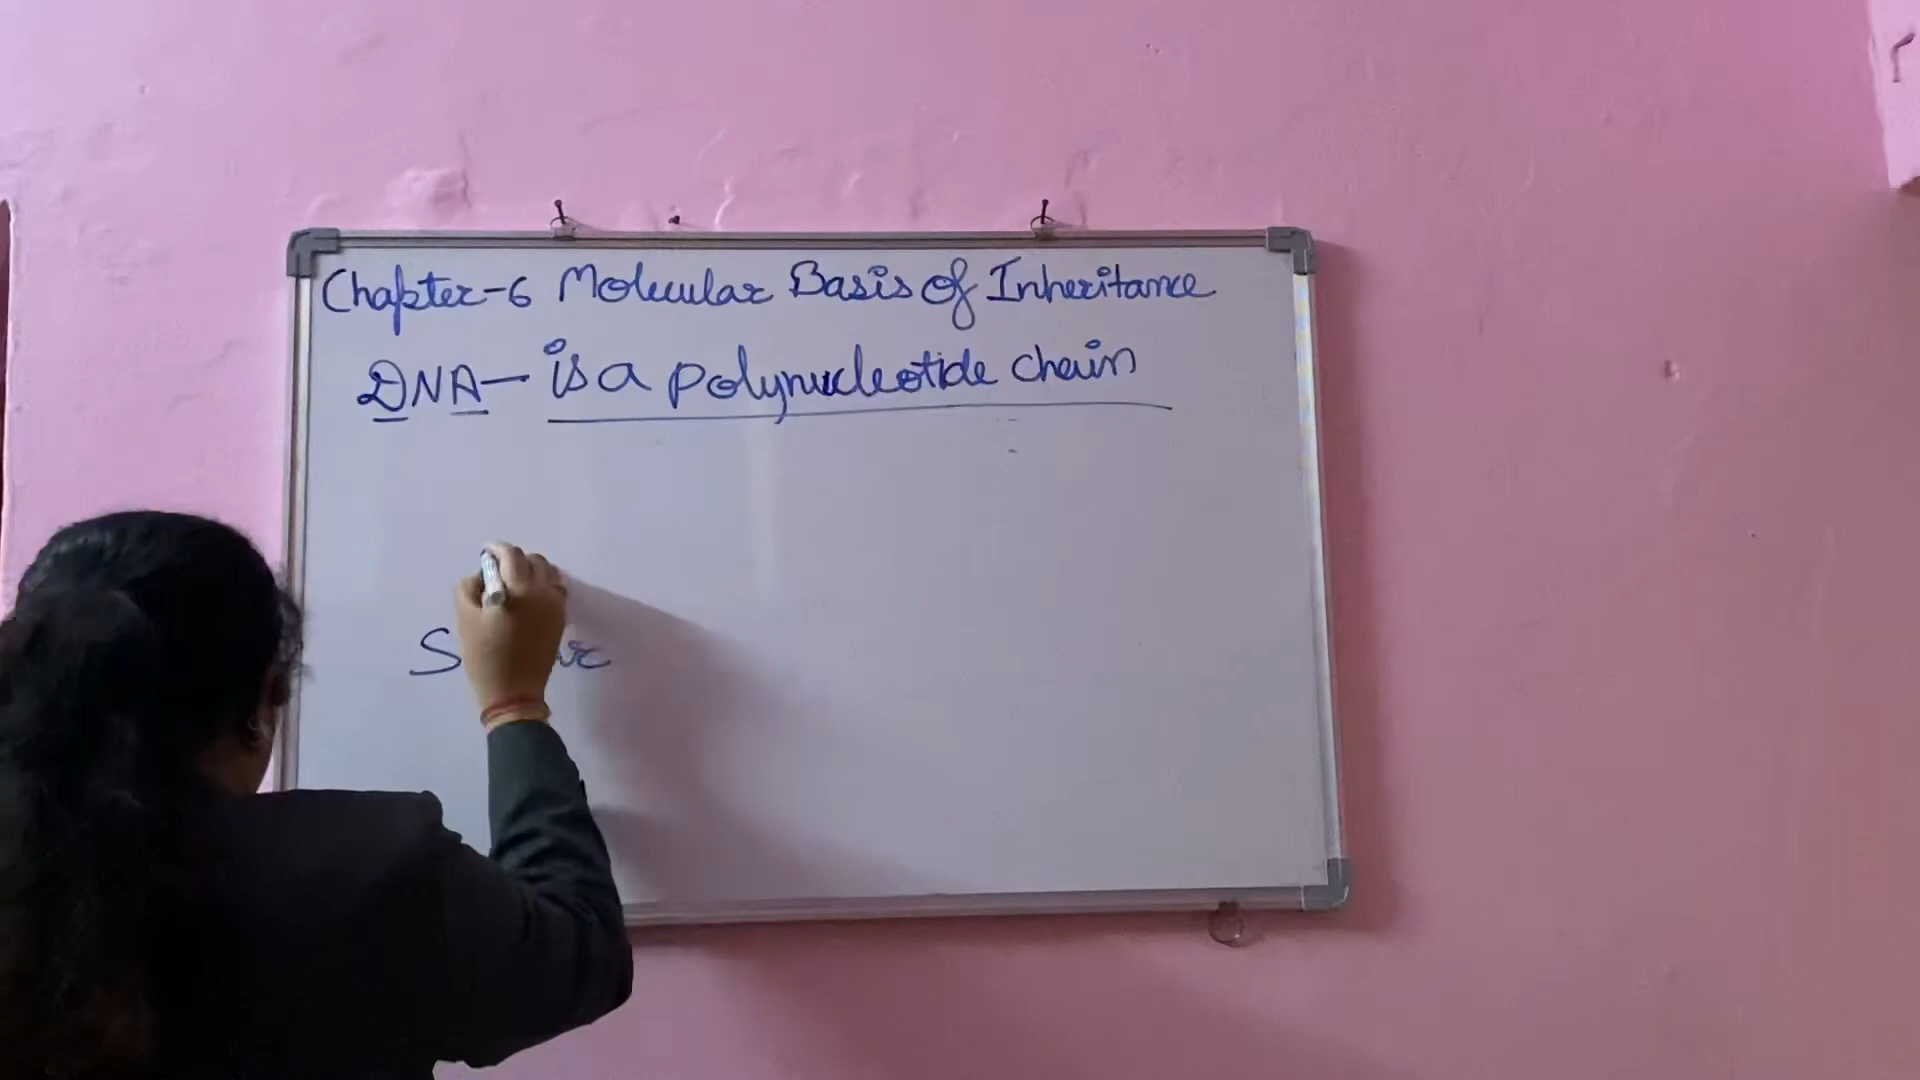 Chapter-6 Molecular Basis of Inheritance
DNA- is a polynucleotide chain